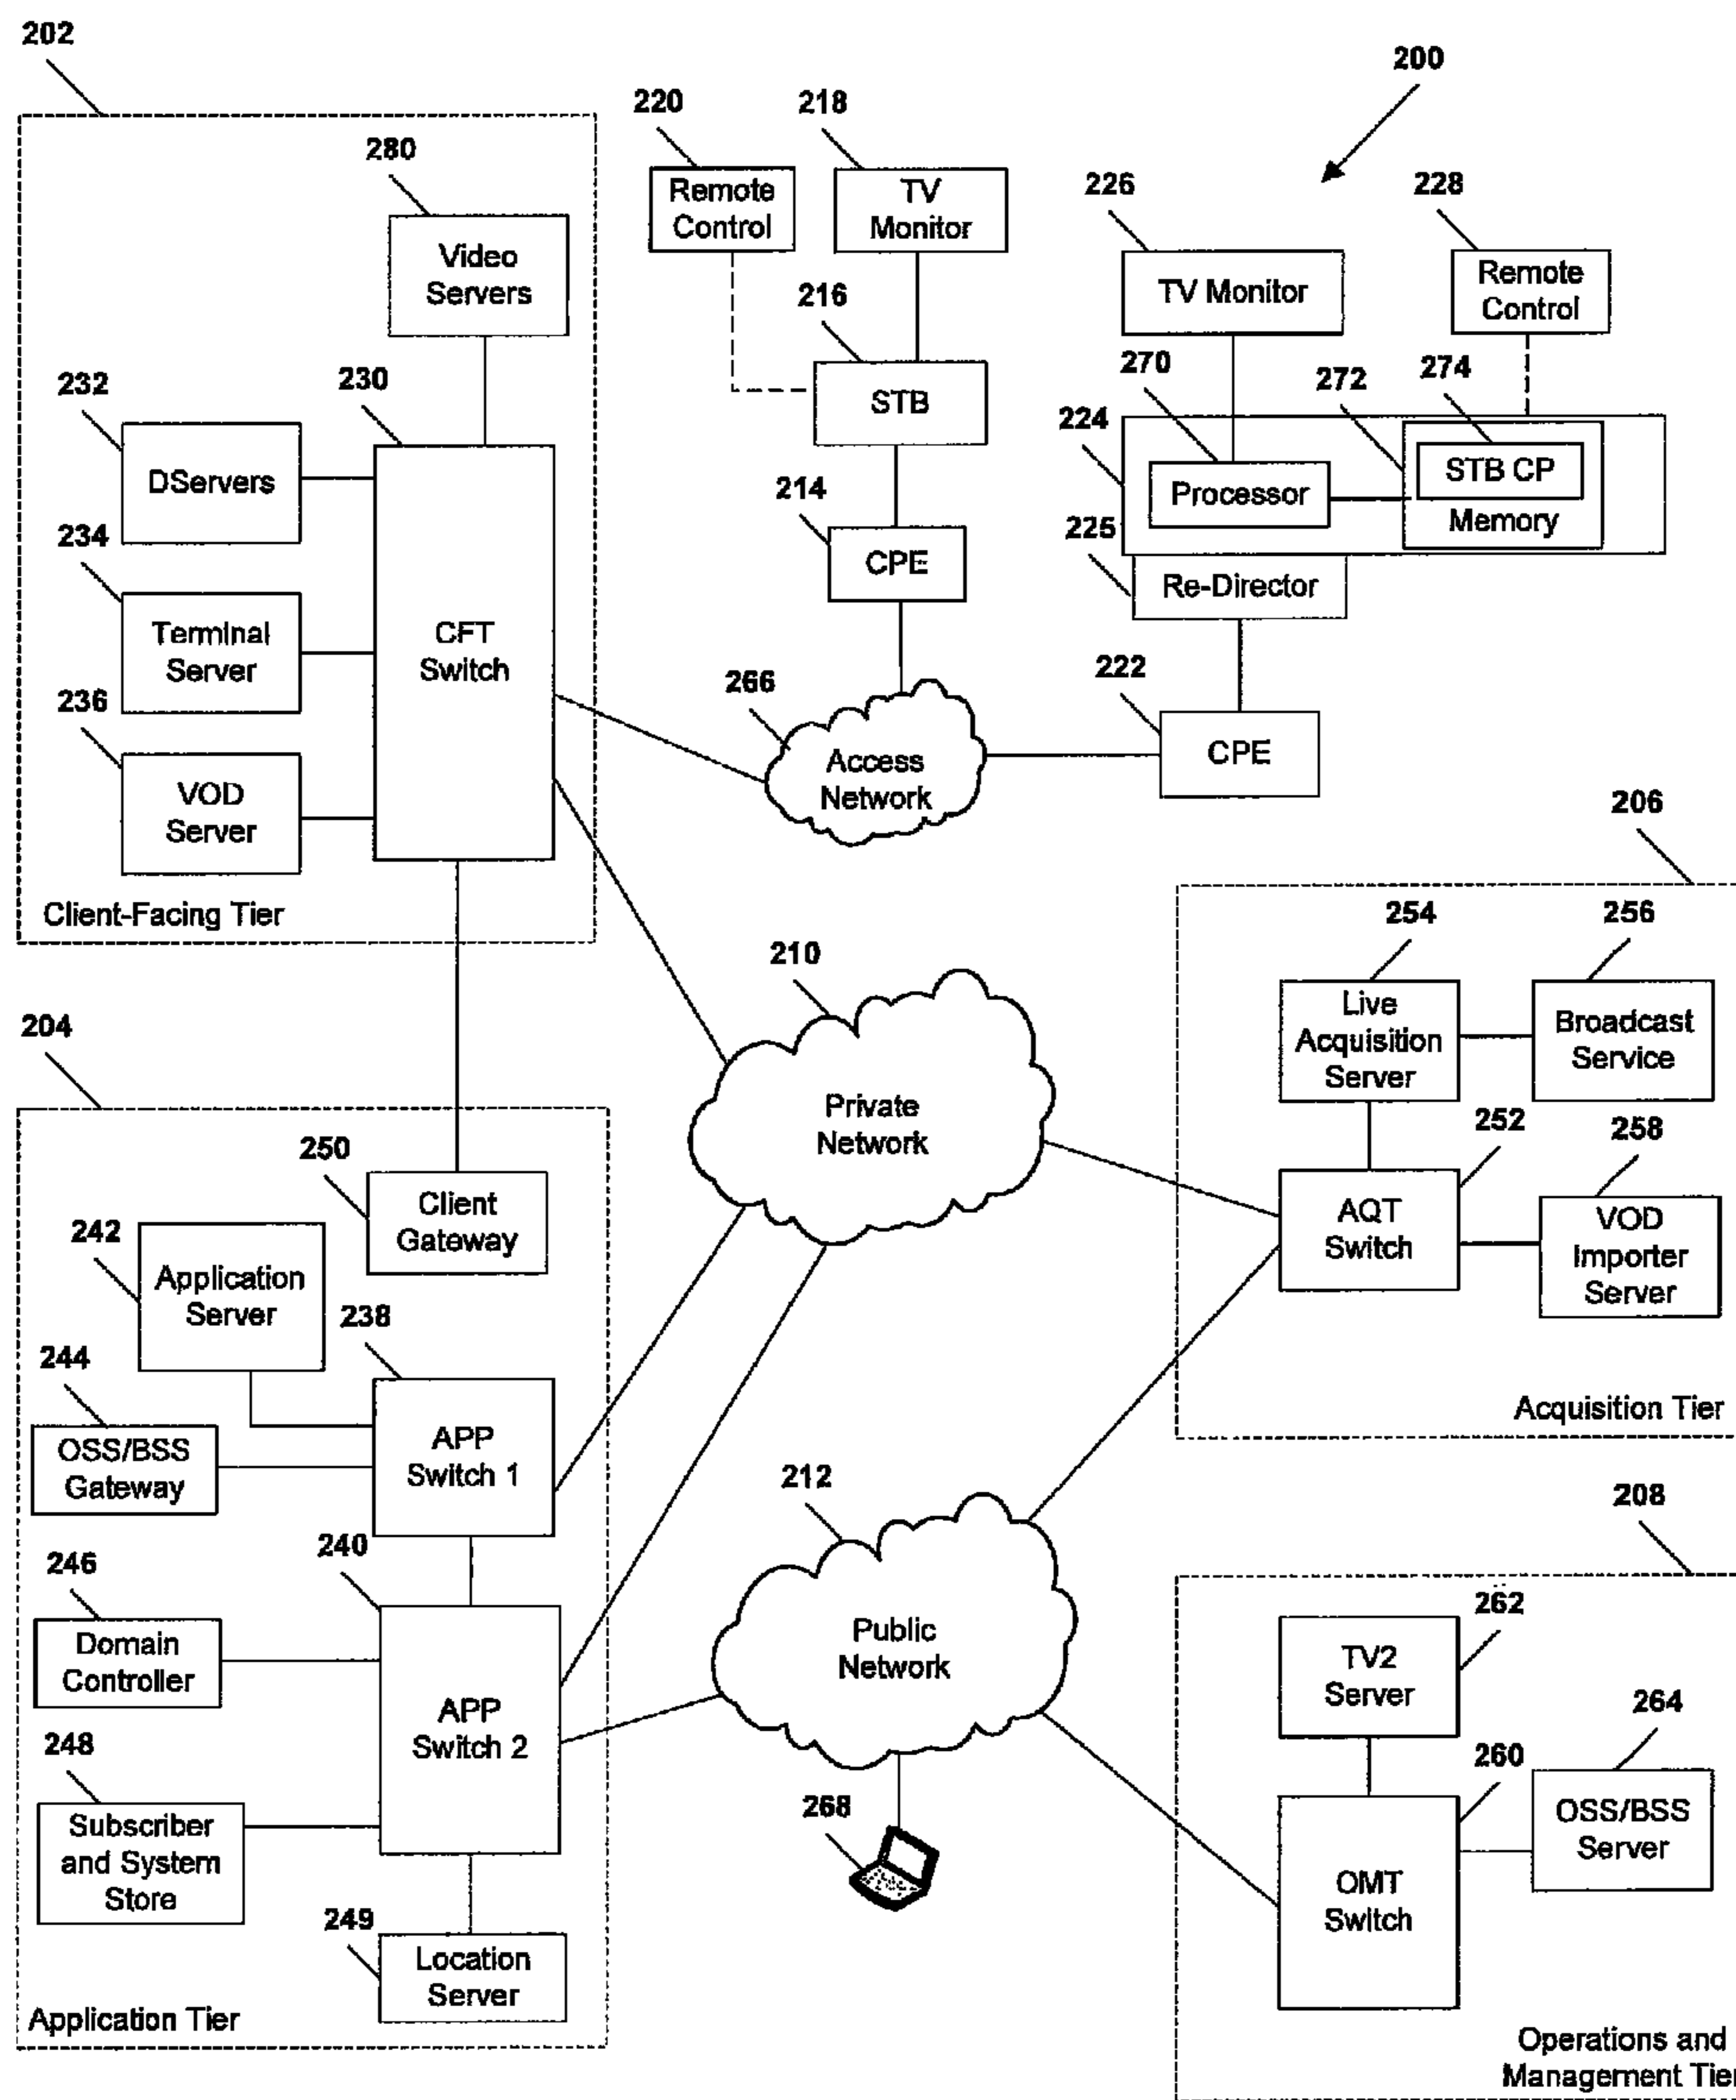 202
200
220
218
280
226
228
Remote
Control
TV
Monitor
Video
Servers
TV Monitor
Remote
Control
216
232
230
STB
270
272
274
224
DServers
STB CP
Processor
Memory
214
225
234
CPE
Re-Director
Terminal
Server
CFT
Switch
222
236
266
Access
Network
CPE
VOD
Server
206
Client-Facing Tier
254
256
210
Live
Acquisition
Server
Broadcast
Service
204
Private
Network
252
258
250
Client
Gateway
242
AQT
Switch
VOD
Importer
Server
Application
Server
238
244
Acquisition Tier
OSS/BSS
Gateway
APP
Switch 1
212
208
240
246
262
Domain
Controller
Public
Network
TV2
Server
264
APP
Switch 2
248
260
268
Subscriber
and System
Store
OSS/BSS
Server
OMT
Switch
249
Location
Server
Application Tier
Operations and
Management Tier